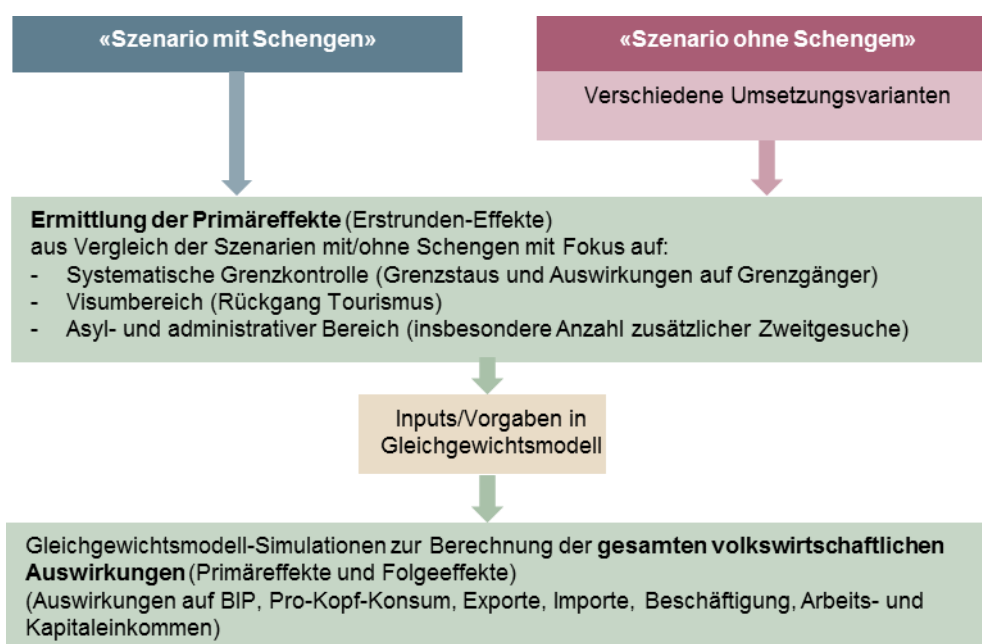 «Szenario mit Schengen»
«Szenario ohne Schengen»
Verschiedene Umsetzungsvarianten
Ermittlung der Primäreffekte (Erstrunden-Effekte)
aus Vergleich der Szenarien mit/ohne Schengen mit Fokus auf:
- Systematische Grenzkontrolle (Grenzstaus und Auswirkungen auf Grenzgänger)
- Visumbereich (Rückgang Tourismus)
- Asyl- und administrativer Bereich (insbesondere Anzahl zusätzlicher Zweitgesuche)
Inputs/Vorgaben in
Gleichgewichtsmodell
Gleichgewichtsmodell-Simulationen zur Berechnung der gesamten volkswirtschaftlichen
Auswirkungen (Primäreffekte und Folgeeffekte)
(Auswirkungen auf BIP, Pro-Kopf-Konsum, Exporte, Importe, Beschäftigung, Arbeits- und
Kapitaleinkommen)